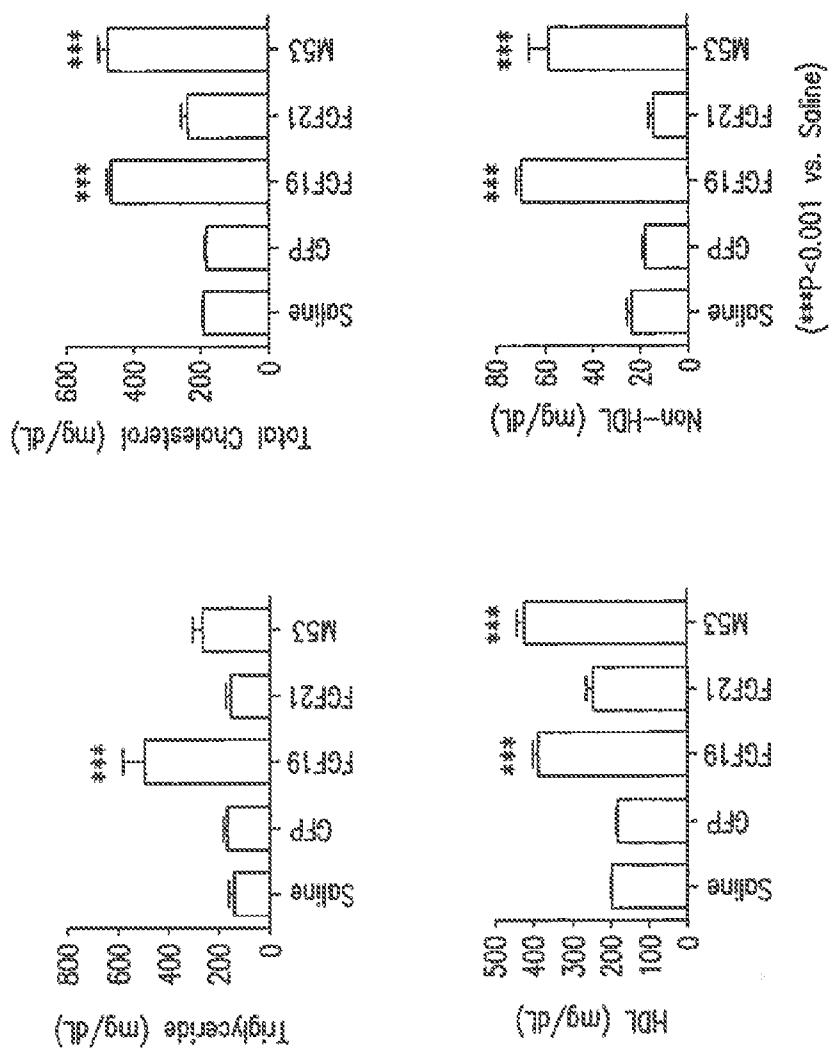 Triglyceride (mg/dL)
800
600
400
200
0
***
Saline
GFP
FGF19
FGF21
M53
Total Cholesterol (mg/dL)
600
400
200
0
***
***
Saline
GFP
FGF19
FGF21
M53
HDL (mg/dL)
500
400
300
200
100
0
***
***
Saline
GFP
FGF19
FGF21
M53
Non-HDL (mg/dL)
80
60
40
20
0
***
***
Saline
GFP
FGF19
FGF21
M53
(***P<0.001 vs. Saline)